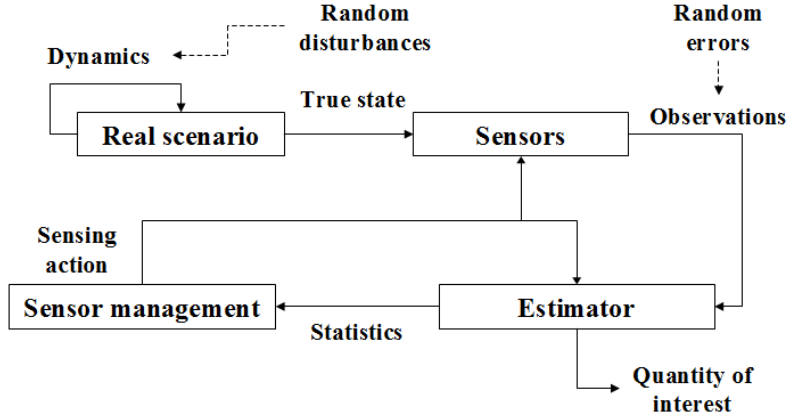 Random
disturbances
Random
errors
Dynamics
True state
Observations
Real scenario
Sensors
Sensing
action
Sensor management
Estimator
Statistics
Quantity of
interest